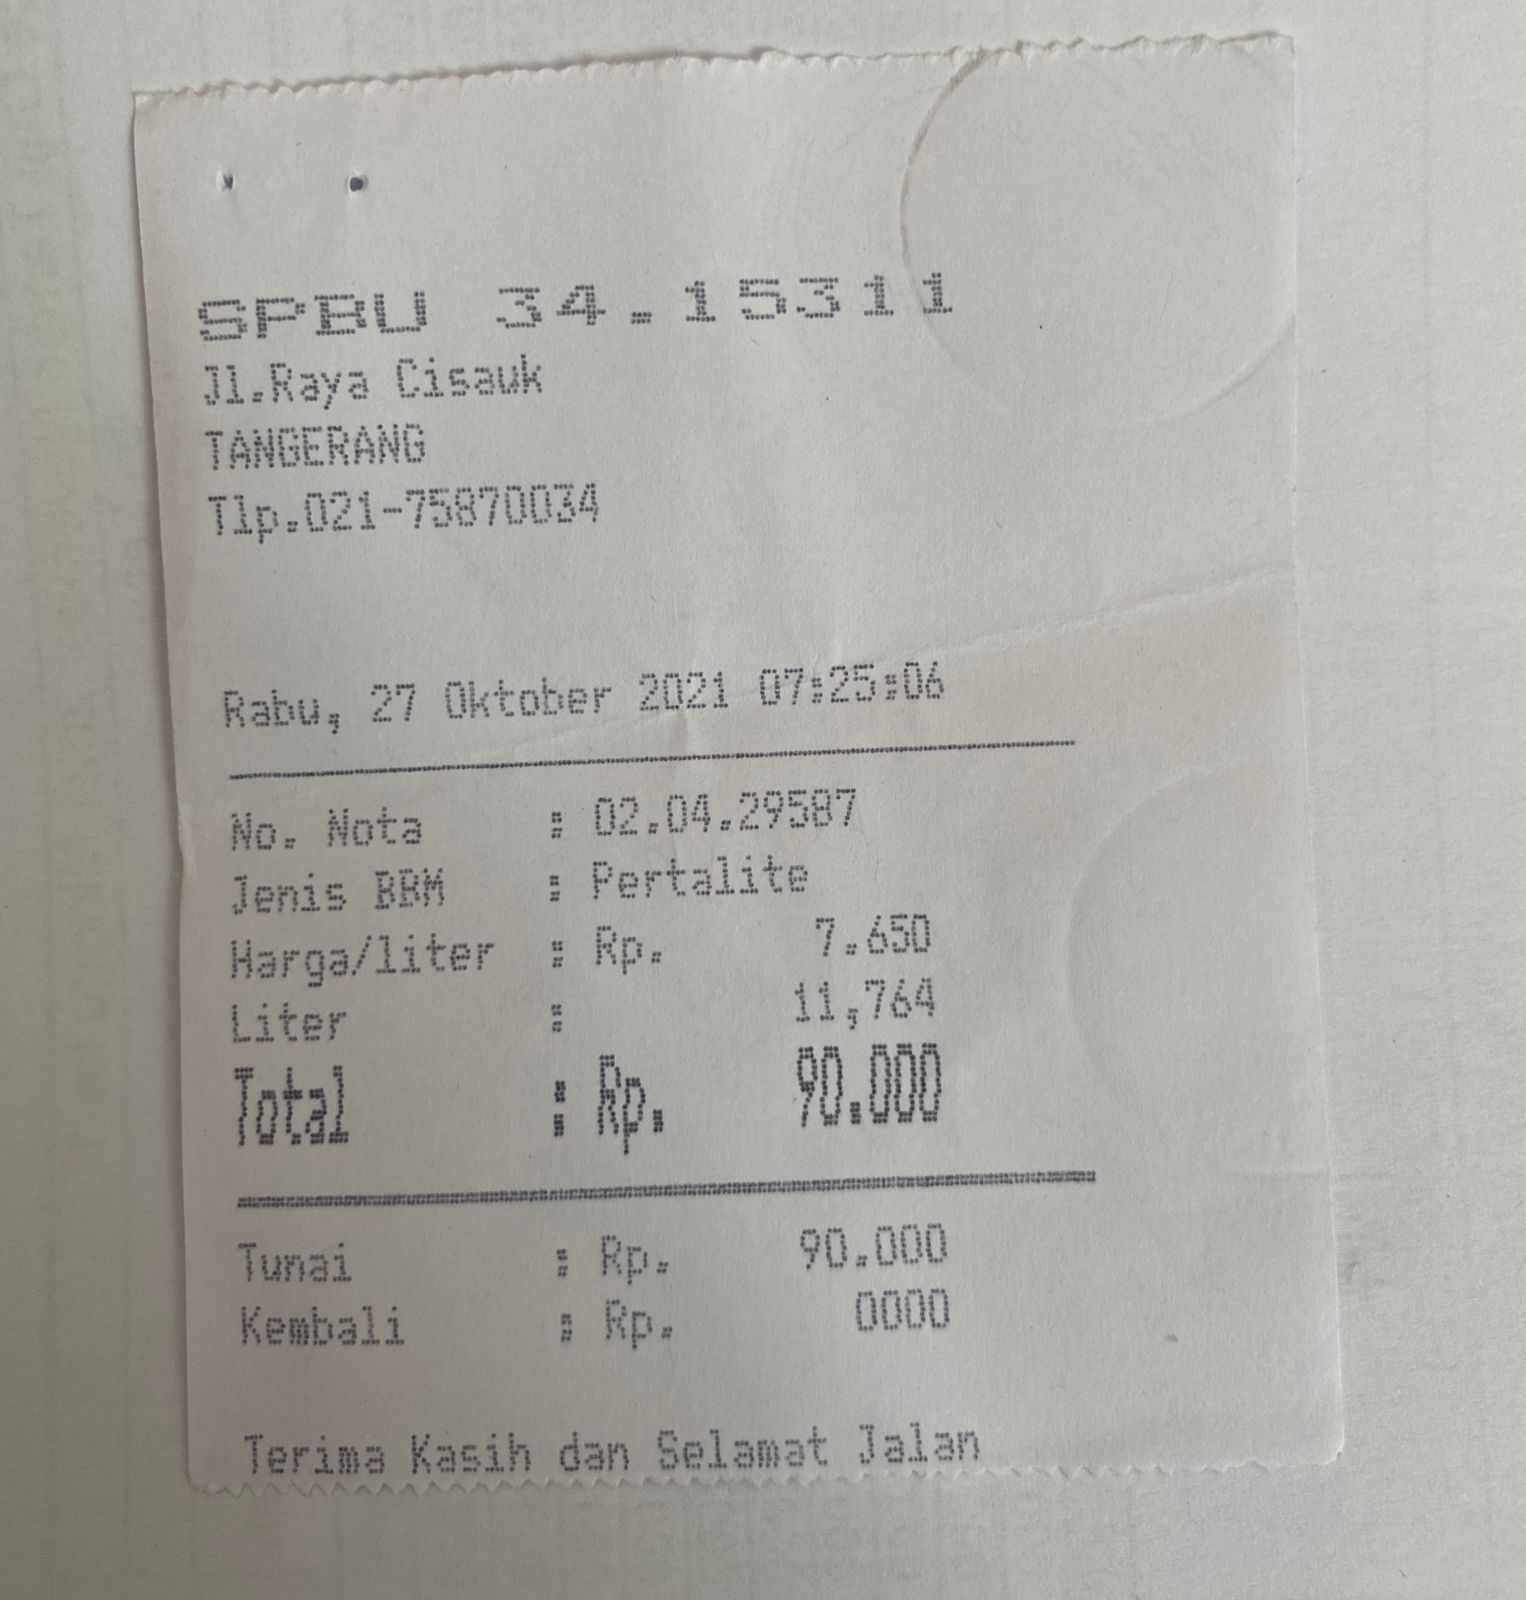 SPBU 34.15311
Jl.Raya Cisauk
TANGERANG
Tlp.021-75870034
Rabu, 27 Oktober 2021 07:25:06
No. Nota : 02.04.29587
Jenis BBM : Pertalite
Harga/liter : Rp. 7.650
Liter : 11,764
Total : Rp. 90.000
Tunai : Rp. 90.000
Kembali : Rp. 0000
Terima Kasih dan Selamat Jalan